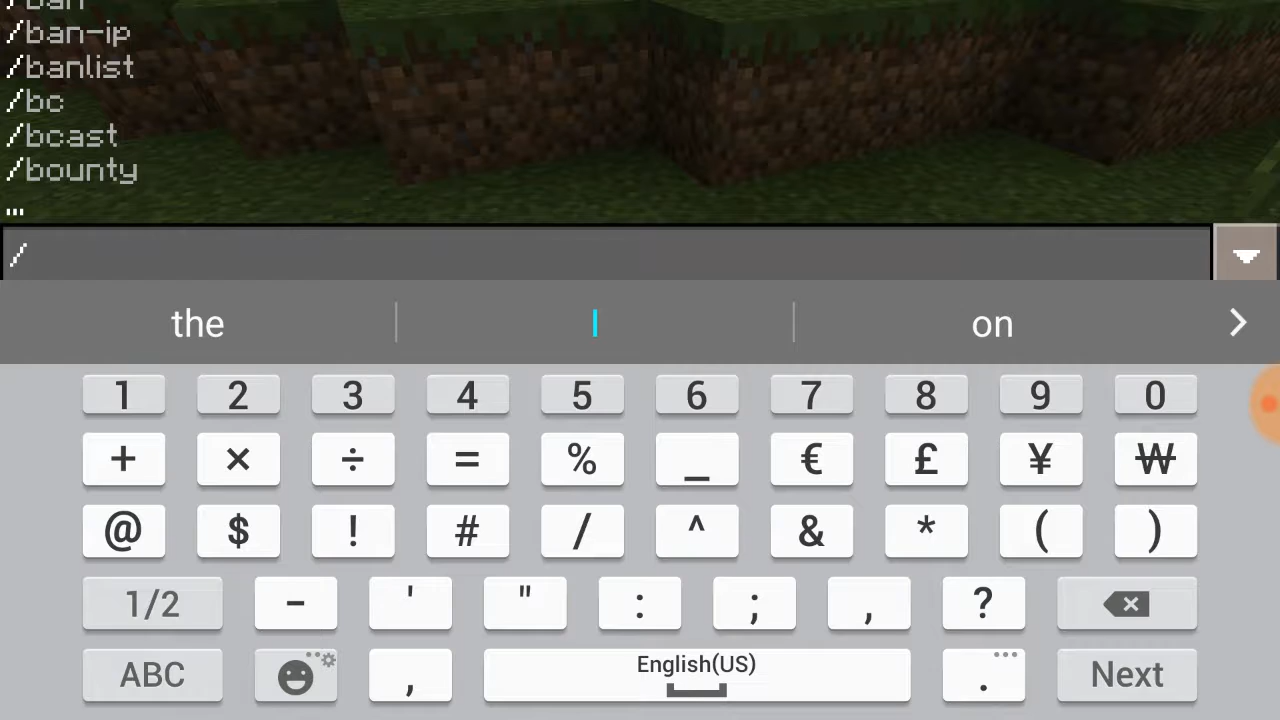 /ban
/ban-ip
/banlist
/bc
/bcast
/bounty
...
/
the I on
1 2 3 4 5 6 7 8 9 0
+ × ÷ = % _ € £ ¥ ₩
@ $ ! # / ^ & * ( )
1/2 - ' " : ; , ? 
ABC , English(US) . Next